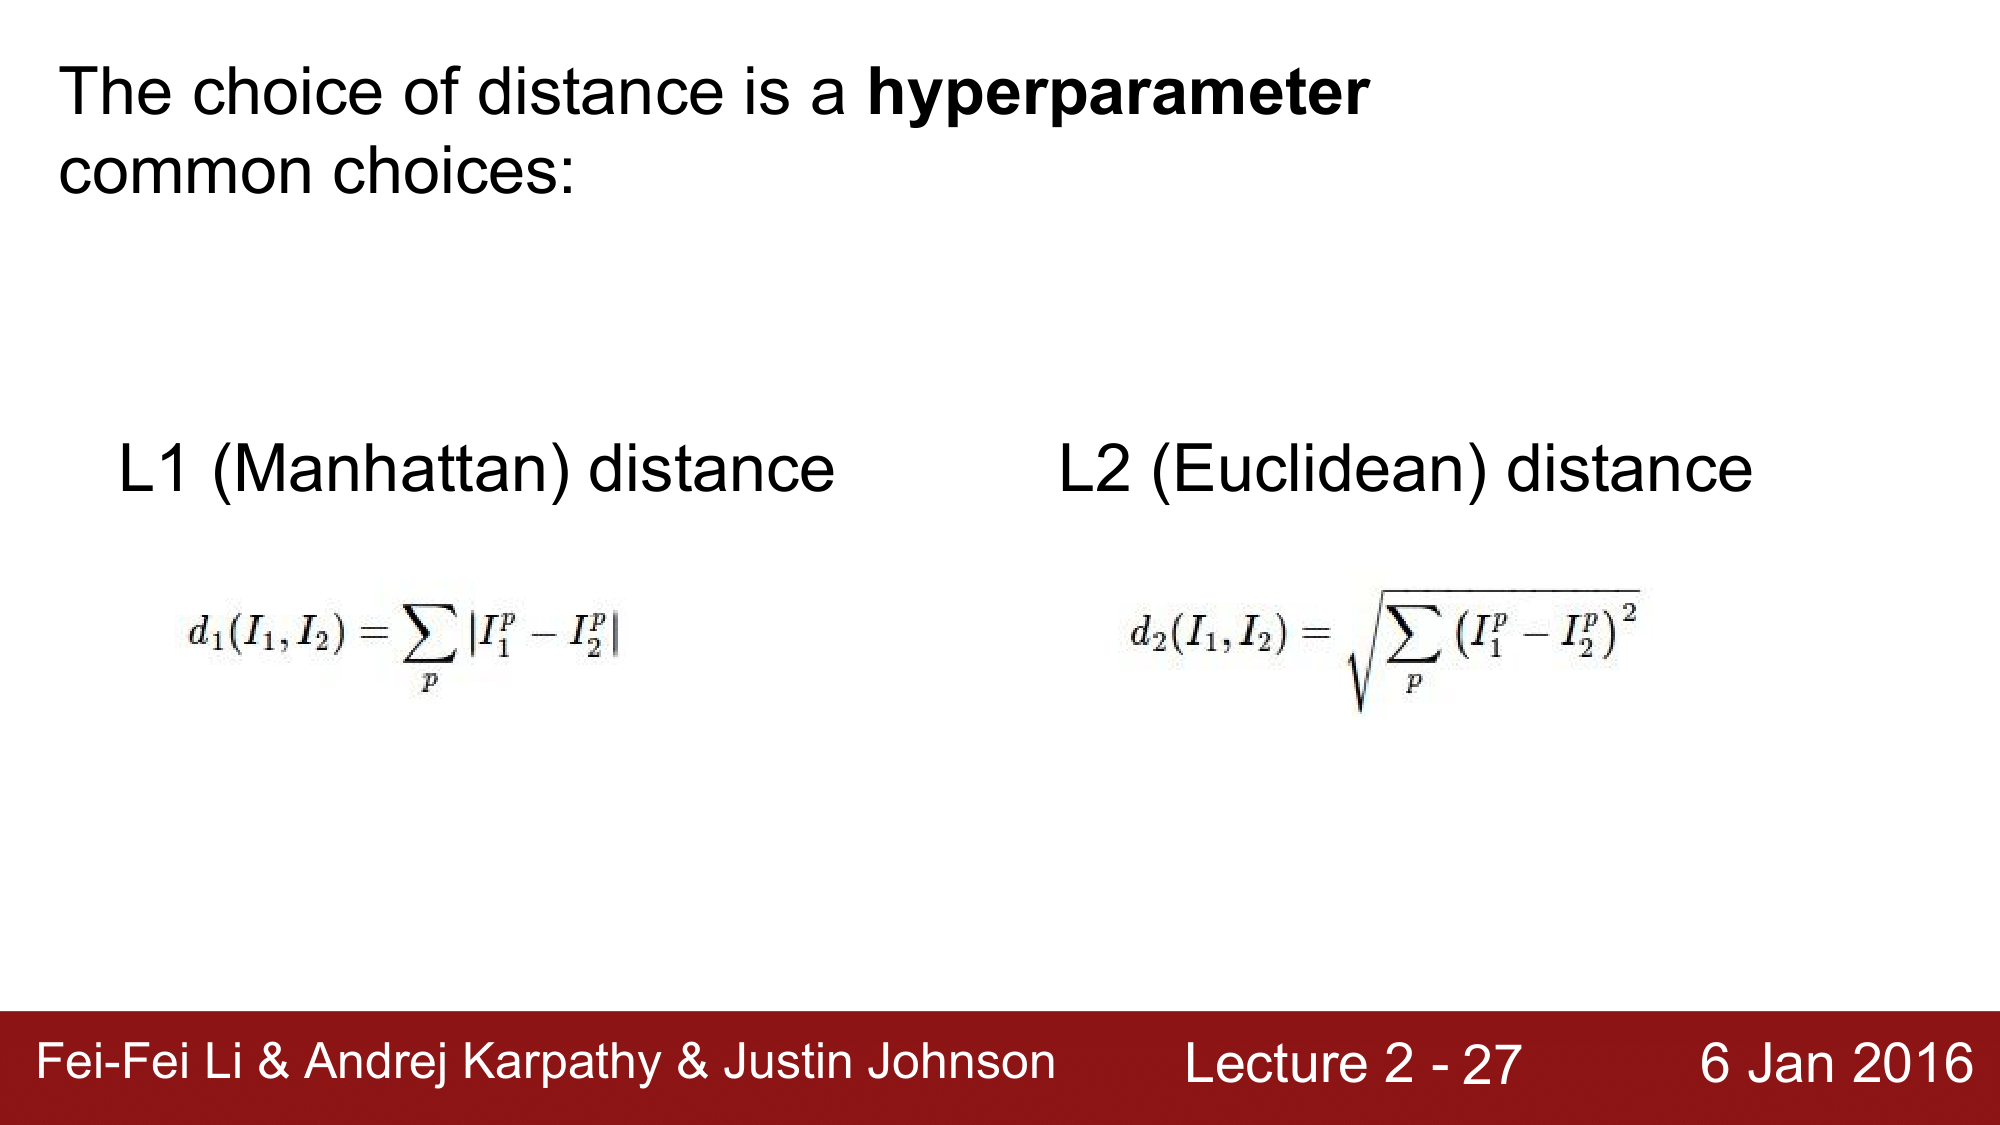 The choice of distance is a hyperparameter
common choices:
L1 (Manhattan) distance
L2 (Euclidean) distance
$d_1(I_1, I_2) = \sum_p |I_1^p - I_2^p|$
$d_2(I_1, I_2) = \sqrt{\sum_p (I_1^p - I_2^p)^2}$
Fei-Fei Li & Andrej Karpathy & Justin Johnson
Lecture 2 - 27
6 Jan 2016